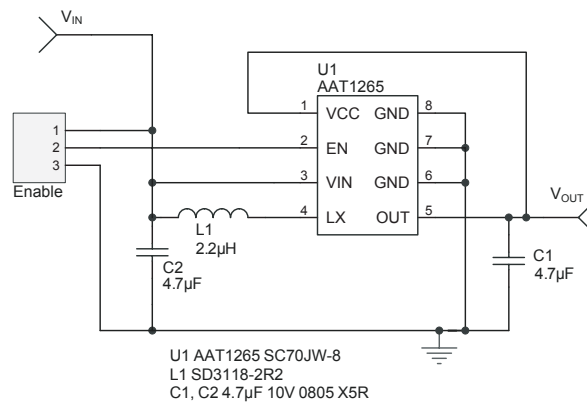 V_IN
U1
AAT1265
1 VCC GND 8
1
2
3
Enable
2 EN GND 7
3 VIN GND 6
4 LX OUT 5
V_OUT
L1
2.2µH
C2
4.7µF
C1
4.7µF
U1 AAT1265 SC70JW-8
L1 SD3118-2R2
C1, C2 4.7µF 10V 0805 X5R